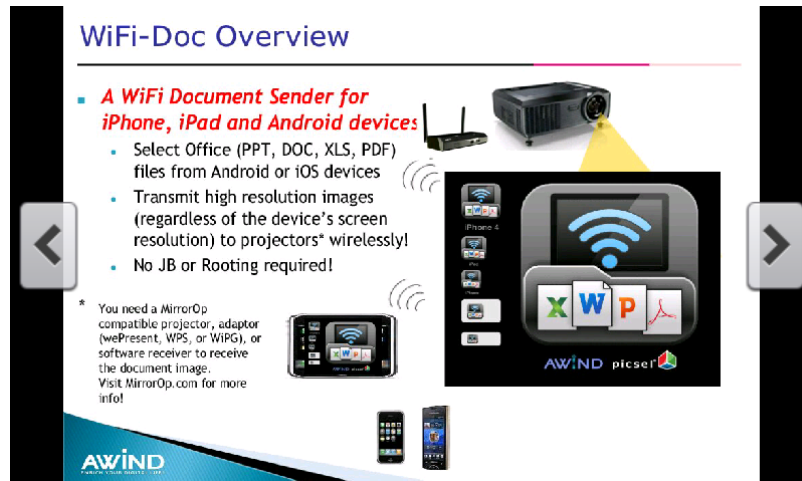 WiFi-Doc Overview
A WiFi Document Sender for
iPhone, iPad and Android devices
Select Office (PPT, DOC, XLS, PDF)
files from Android or iOS devices
Transmit high resolution images
(regardless of the device's screen
resolution) to projectors* wirelessly!
No JB or Rooting required!
* You need a MirrorOp
compatible projector, adaptor
(wePresent, WPS, or WiPG), or
software receiver to receive
the document image.
Visit MirrorOp.com for more
info!
iPhone 4
iPad
iPhone
X W P
AWIND picsel
AWIND